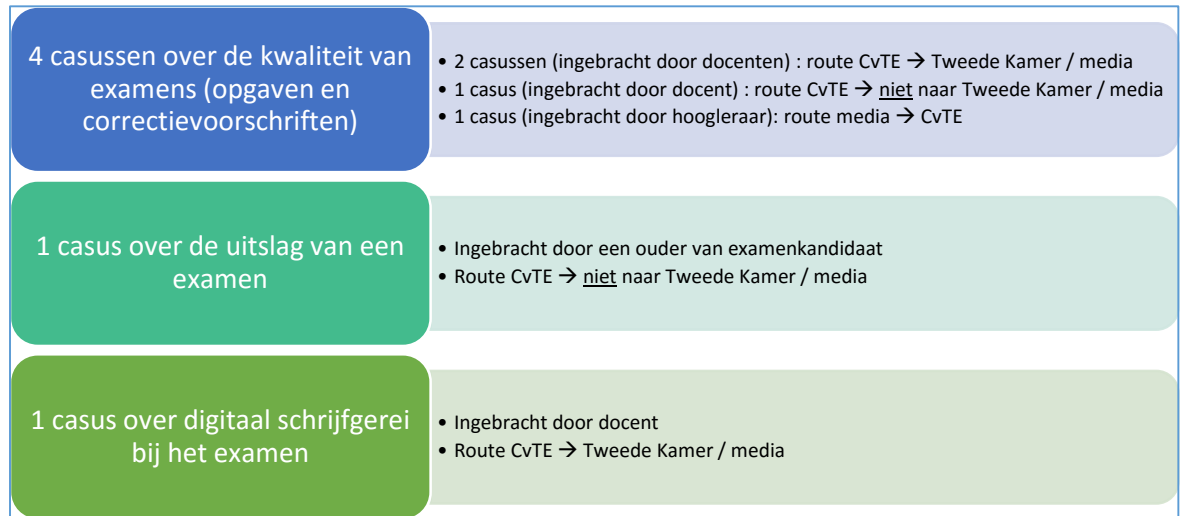 4 casussen over de kwaliteit van
examens (opgaven en
correctievoorschriften)
• 2 casussen (ingebracht door docenten) : route CvTE → Tweede Kamer / media
• 1 casus (ingebracht door docent) : route CvTE → niet naar Tweede Kamer / media
• 1 casus (ingebracht door hoogleraar): route media → CvTE
1 casus over de uitslag van een
examen
• Ingebracht door een ouder van examenkandidaat
• Route CvTE → niet naar Tweede Kamer / media
1 casus over digitaal schrijfgerei
bij het examen
• Ingebracht door docent
• Route CvTE → Tweede Kamer / media